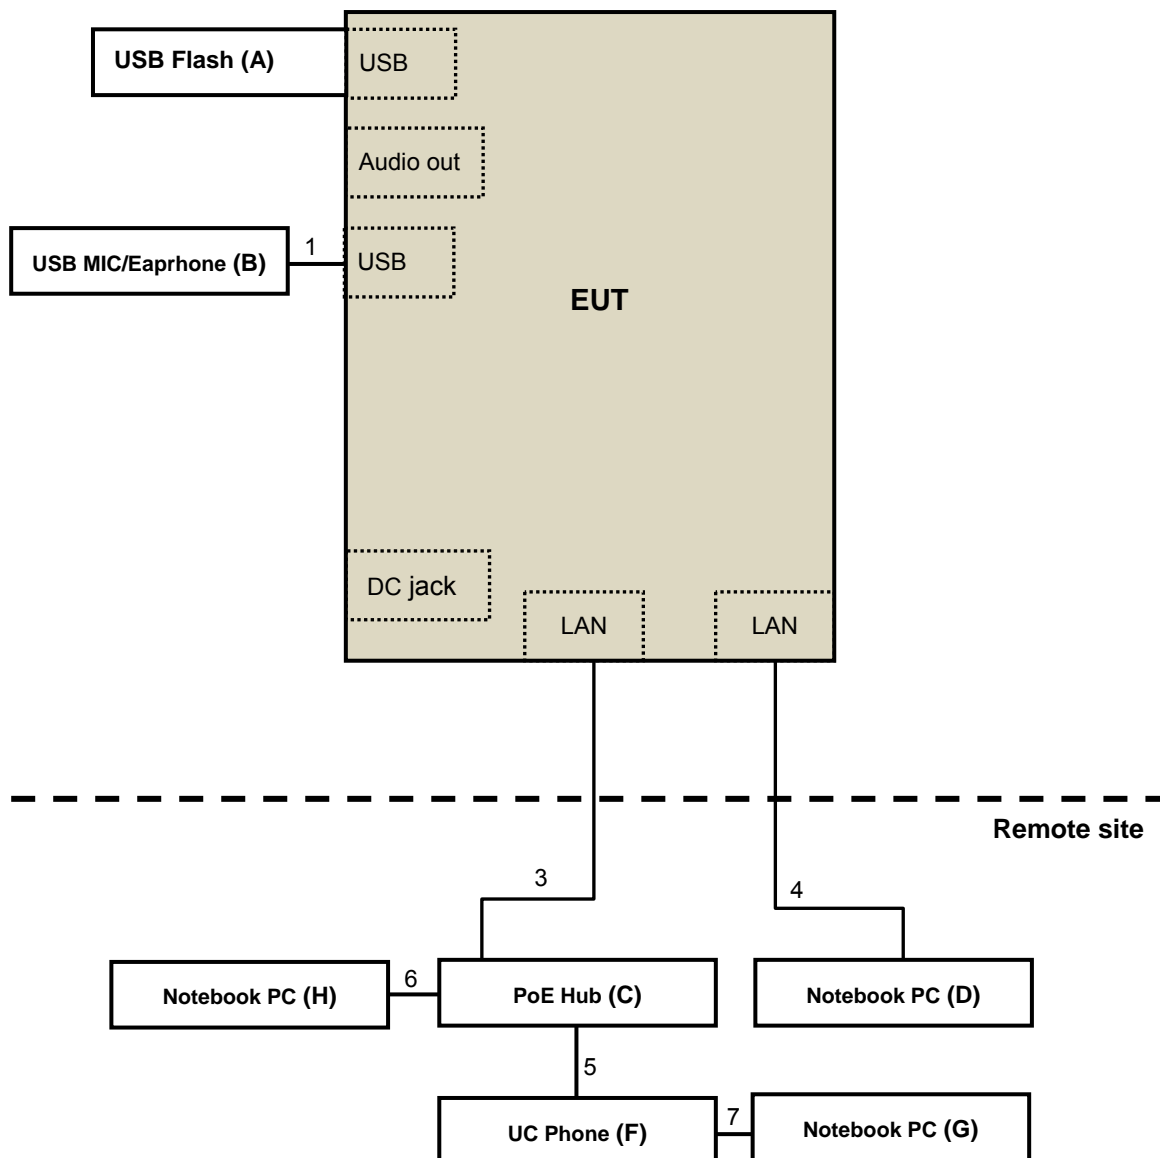 USB Flash (A)
USB
Audio out
1
USB MIC/Eaprhone (B)
USB
EUT
DC jack
LAN
LAN
Remote site
3
4
6
Notebook PC (H)
PoE Hub (C)
Notebook PC (D)
5
7
UC Phone (F)
Notebook PC (G)